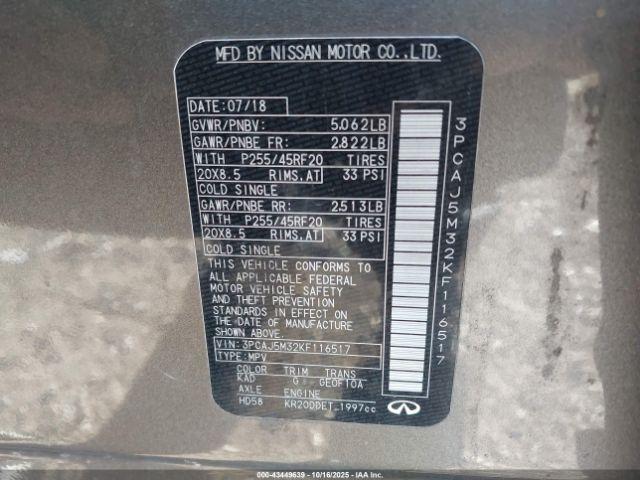 MFD BY NISSAN MOTOR CO.,LTD.
DATE:07/18
GVWR/PNBV: 5,062LB
GAWR/PNBE FR: 2,822LB
WITH P255/45RF20 TIRES
20X8.5 RIMS,AT 33 PSI
COLD SINGLE
GAWR/PNBE RR: 2,513LB
WITH P255/45RF20 TIRES
20X8.5 RIMS,AT 33 PSI
COLD SINGLE
THIS VEHICLE CONFORMS TO
ALL APPLICABLE FEDERAL
MOTOR VEHICLE SAFETY
AND THEFT PREVENTION
STANDARDS IN EFFECT ON
THE DATE OF MANUFACTURE
SHOWN ABOVE.
VIN:3PCAJ5M32KF116517
TYPE:MPV
COLOR TRIM TRANS
KAD G GE0F10A
AXLE ENGINE
HD58 KR20DDET 1997cc
3PCAJ5M32KF116517
000-43449639 | 10/16/2025 | IAA, Inc.